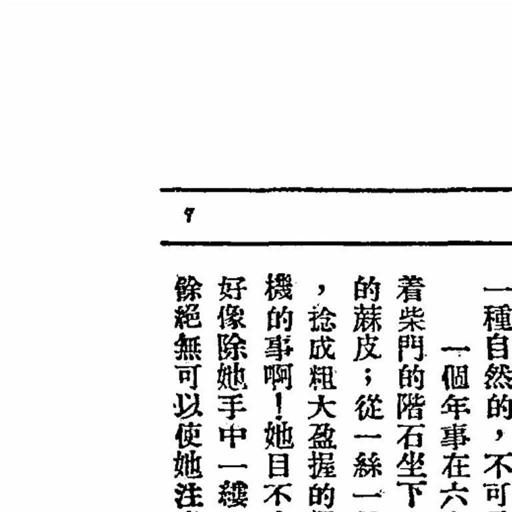 7
一種自然的，不可
一個年事在六
着柴門的階石坐下
的蔴皮；從一絲一
，捻成粗大盈握的
機的事啊！她目不
好像除她手中一縷
餘絕無可以使她注